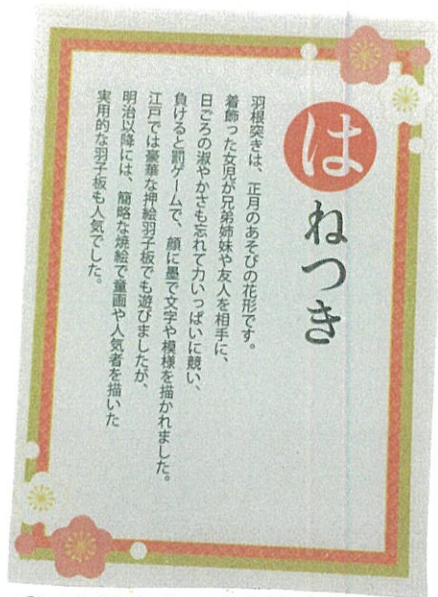 はねつき
羽根突きは、正月のあそびの花形です。
着飾った女児が兄弟姉妹や友人を相手に、
日ごろの淑やかさも忘れて力いっぱいに競い、
負けると罰ゲームで、顔に墨で文字や模様を描かれました。
江戸では豪華な押絵羽子板でも遊びましたが、
明治以降には、簡略な焼絵で童画や人気者を描いた
実用的な羽子板も人気でした。